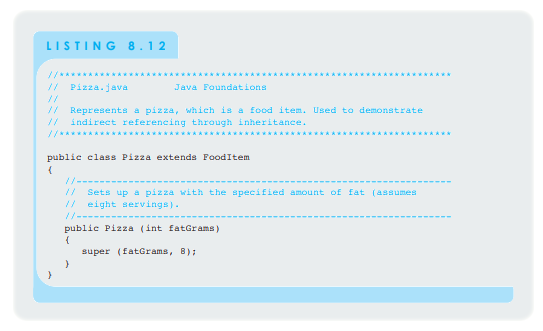 LISTING 8.12
//********************************************************************
//  Pizza.java        Java Foundations
//
//  Represents a pizza, which is a food item. Used to demonstrate
//  indirect referencing through inheritance.
//********************************************************************
public class Pizza extends FoodItem
{
   //-----------------------------------------------------------------
   //  Sets up a pizza with the specified amount of fat (assumes
   //  eight servings).
   //-----------------------------------------------------------------
   public Pizza (int fatGrams)
   {
      super (fatGrams, 8);
   }
}